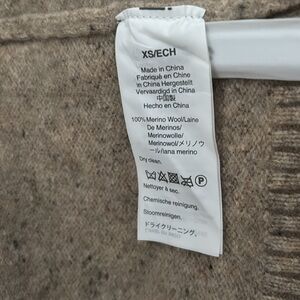 XS/ECH
Made in China
Fabriqué en Chine
in China Hergestellt
Vervaardigd in China
中国製
Hecho en China
100%Merino Wool/Laine
De Merinos/
Merinowolle/
Merinowol/メリノウ
ール/lana merino
Dry clean.
P
Nettoyer à sec.
Chemische reinigung.
Stoomreinigen.
ドライクリーニング。